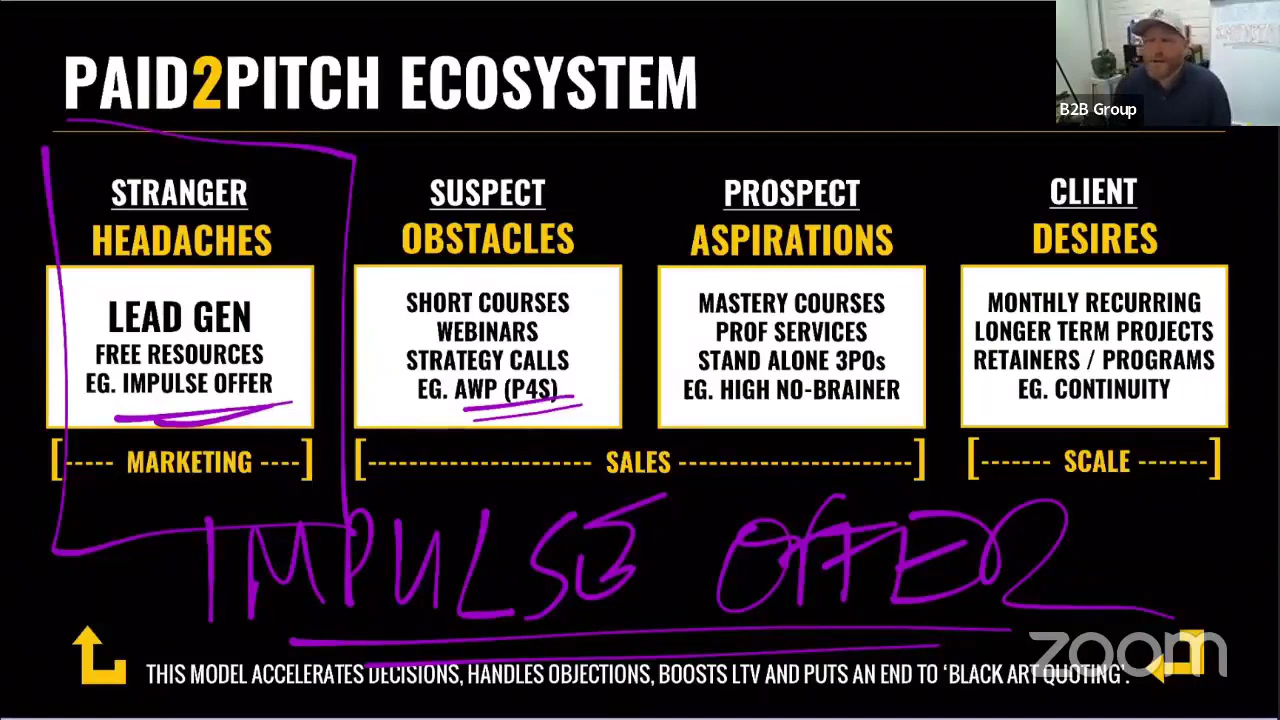 PAID2PITCH ECOSYSTEM
B2B Group
STRANGER
HEADACHES
LEAD GEN
FREE RESOURCES
EG. IMPULSE OFFER
SUSPECT
OBSTACLES
SHORT COURSES
WEBINARS
STRATEGY CALLS
EG. AWP (P4S)
PROSPECT
ASPIRATIONS
MASTERY COURSES
PROF SERVICES
STAND ALONE 3POs
EG. HIGH NO-BRAINER
CLIENT
DESIRES
MONTHLY RECURRING
LONGER TERM PROJECTS
RETAINERS / PROGRAMS
EG. CONTINUITY
[----- MARKETING ----]
[----------------------- SALES ------------------------]
[------- SCALE -------]
IMPULSE OFFER
THIS MODEL ACCELERATES DECISIONS, HANDLES OBJECTIONS, BOOSTS LTV AND PUTS AN END TO ‘BLACK ART QUOTING’.
zoom